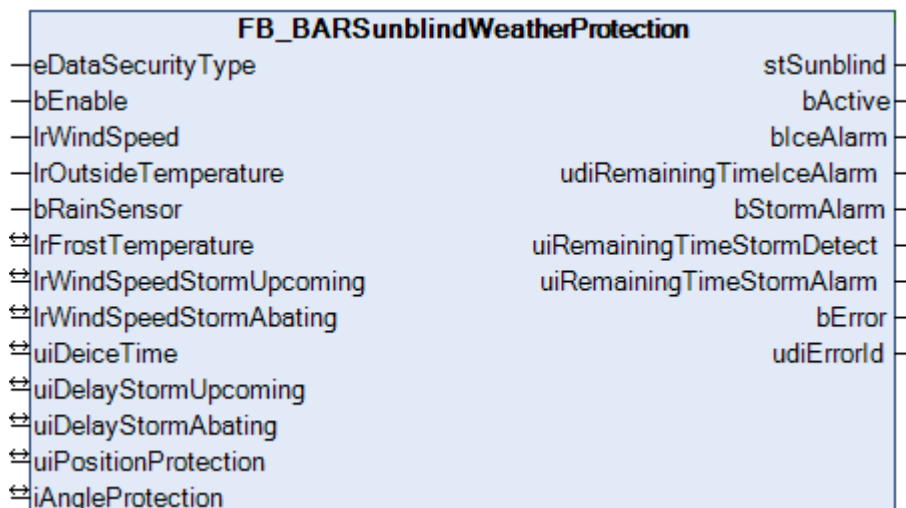 FB_BARSunblindWeatherProtection
eDataSecurityType stSunblind
bEnable bActive
lrWindSpeed bIceAlarm
lrOutsideTemperature udiRemainingTimeIceAlarm
bRainSensor bStormAlarm
lrFrostTemperature uiRemainingTimeStormDetect
lrWindSpeedStormUpcoming uiRemainingTimeStormAlarm
lrWindSpeedStormAbating bError
uiDeiceTime udiErrorId
uiDelayStormUpcoming
uiDelayStormAbating
uiPositionProtection
iAngleProtection